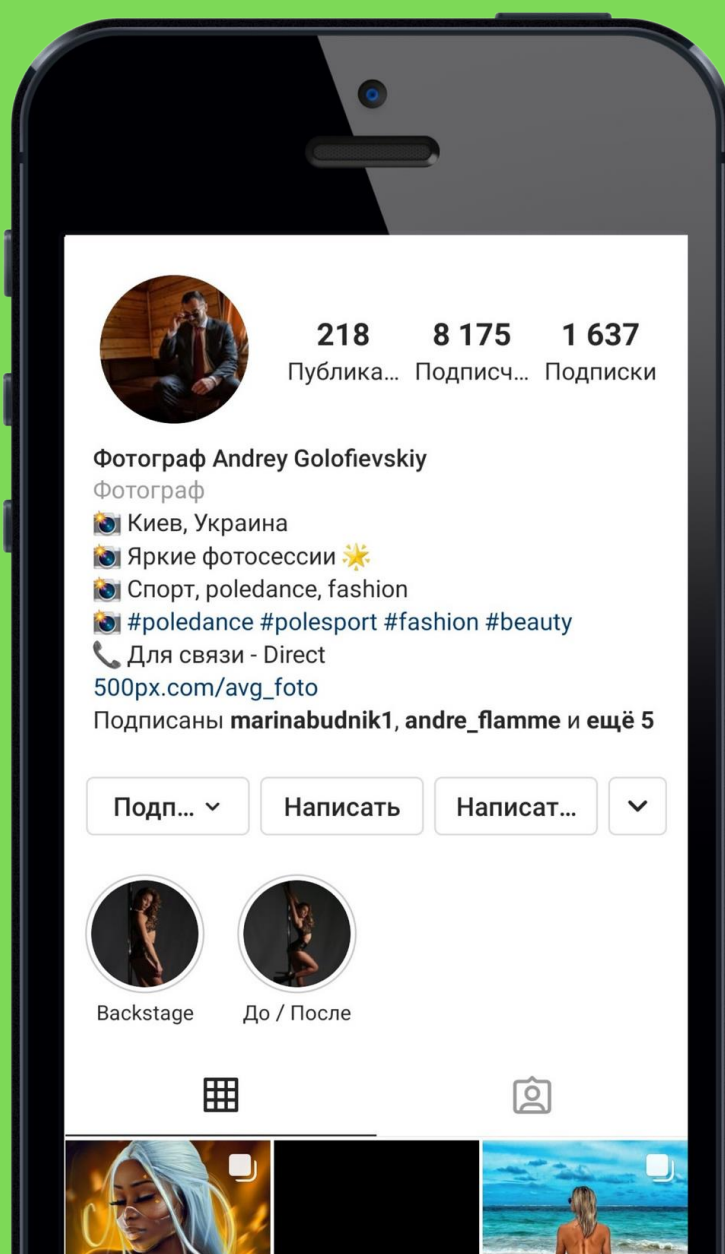 218 8 175 1 637
Публика... Подписч... Подписки
Фотограф Andrey Golofievskiy
Фотограф
Киев, Украина
Яркие фотосессии
Спорт, poledance, fashion
#poledance #polesport #fashion #beauty
Для связи - Direct
500px.com/avg_foto
Подписаны marinabudnik1, andre_flamme и ещё 5
Подп... Написать Написат...
Backstage До / После